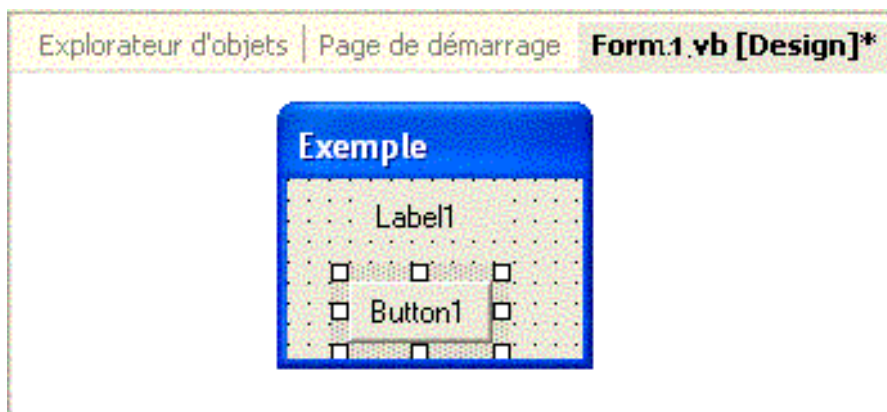 Explorateur d'objets | Page de démarrage Form1.vb [Design]*
Exemple
Label1
Button1